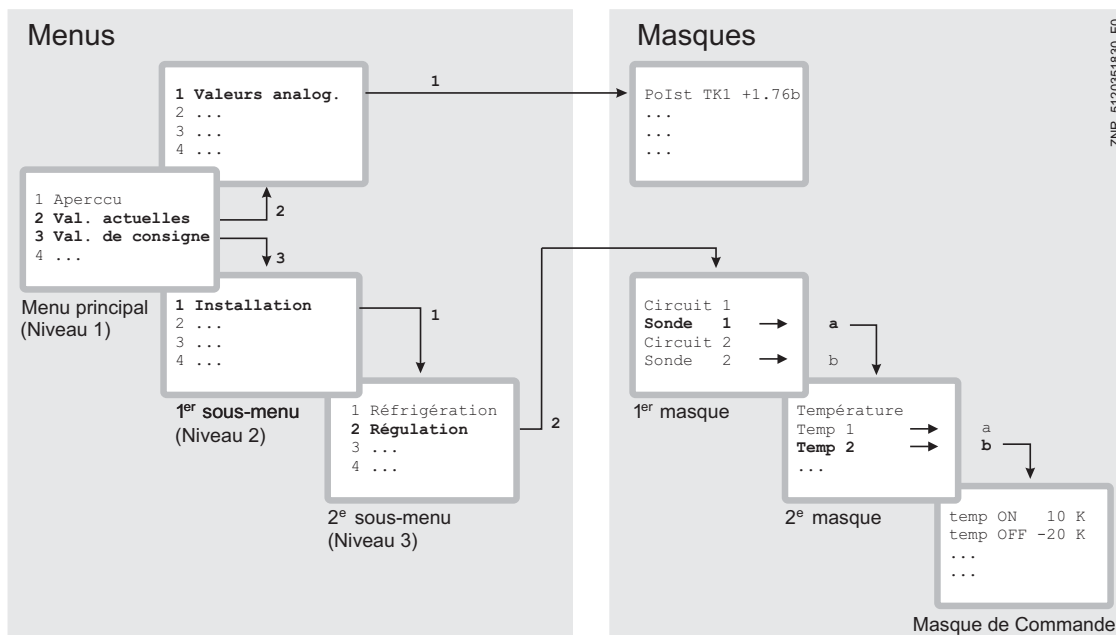 Menus
1 Valeurs analog.
2 ...
3 ...
4 ...
1
1 Aperccu
2 Val. actuelles
3 Val. de consigne
4 ...
2
3
Menu principal
(Niveau 1)
1 Installation
2 ...
3 ...
4 ...
1
1er sous-menu
(Niveau 2)
1 Réfrigération
2 Régulation
3 ...
4 ...
2
2e sous-menu
(Niveau 3)
Masques
PoIst TK1 +1.76b
...
...
...
Circuit 1
Sonde 1
Circuit 2
Sonde 2
a
b
1er masque
Température
Temp 1
Temp 2
...
a
b
2e masque
temp ON 10 K
temp OFF -20 K
...
...
Masque de Commande
ZNR. 5120351830 F0